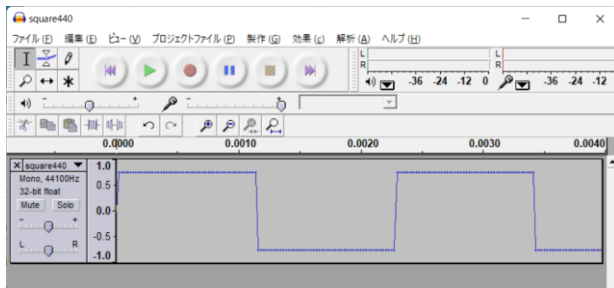 square440
ファイル(F) 編集(E) ビュー(V) プロジェクトファイル(P) 製作(G) 効果(c) 解析(A) ヘルプ(H)
L
R
-36 -24 -12 0
L
R
-36 -24 -12
0.0000 0.0010 0.0020 0.0030 0.0040
square440
Mono, 44100Hz
32-bit float
Mute Solo
- +
L R
1.0
0.5
0.0
-0.5
-1.0